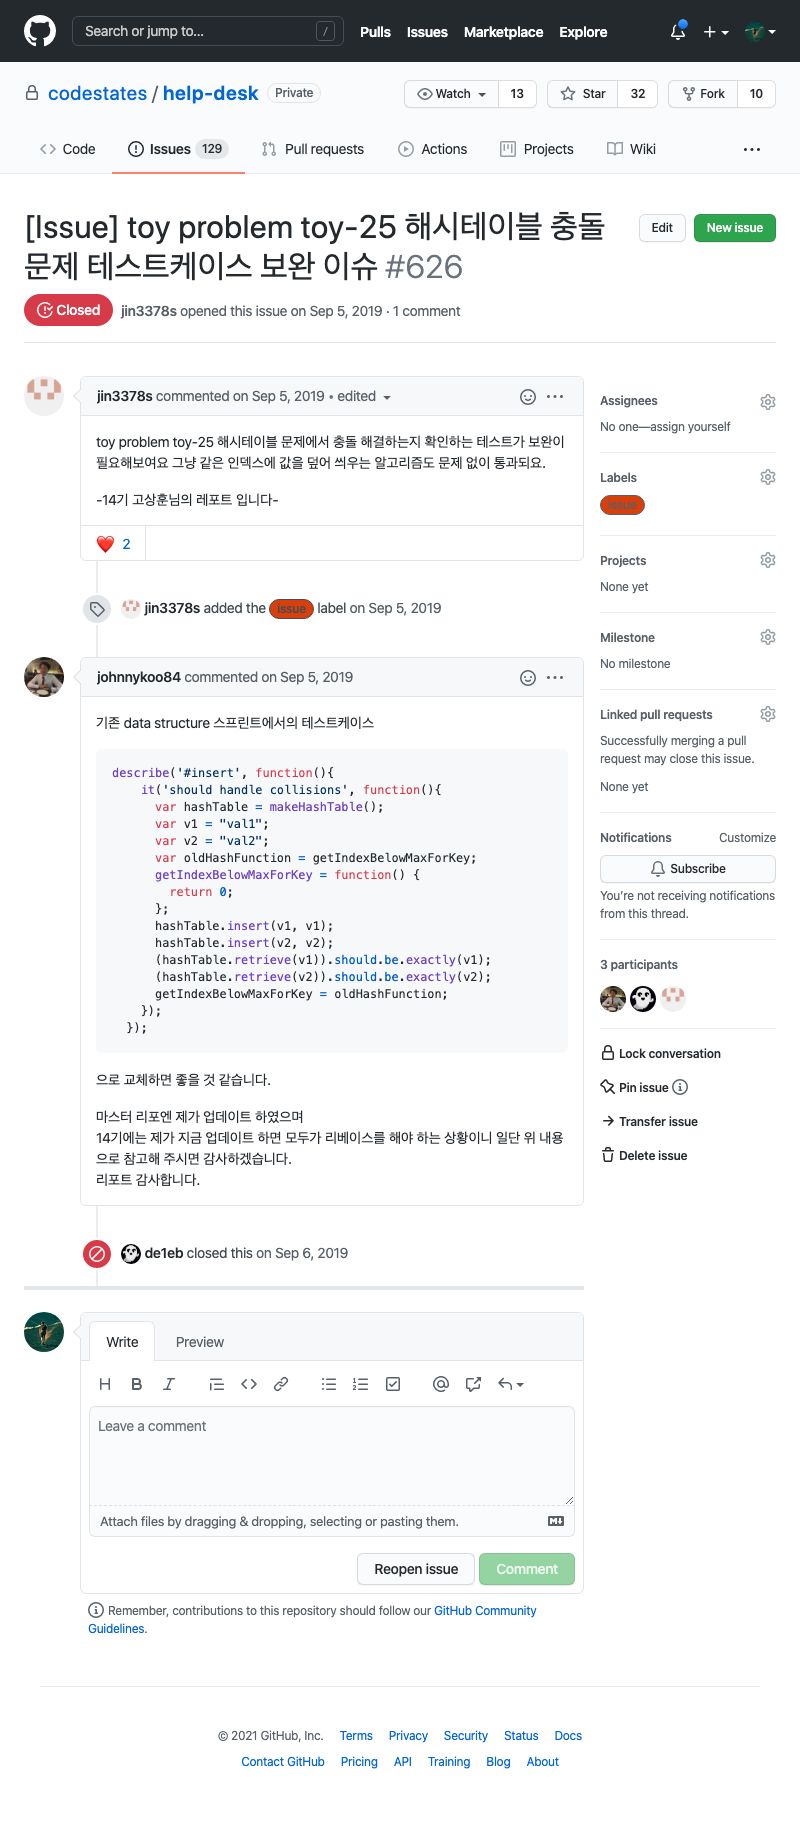 Search or jump to... /
Pulls Issues Marketplace Explore
codestates / help-desk Private
Watch 13 Star 32 Fork 10
Code Issues 129 Pull requests Actions Projects Wiki ...
[Issue] toy problem toy-25 해시테이블 충돌
문제 테스트케이스 보완 이슈 #626
Edit New issue
Closed jin3378s opened this issue on Sep 5, 2019 · 1 comment
jin3378s commented on Sep 5, 2019 • edited
toy problem toy-25 해시테이블 문제에서 충돌 해결하는지 확인하는 테스트가 보완이
필요해보여요 그냥 같은 인덱스에 값을 덮어 씌우는 알고리즘도 문제 없이 통과되요.
-14기 고상훈님의 레포트 입니다-
❤️ 2
jin3378s added the issue label on Sep 5, 2019
johnnykoo84 commented on Sep 5, 2019
기존 data structure 스프린트에서의 테스트케이스
describe('#insert', function(){
    it('should handle collisions', function(){
      var hashTable = makeHashTable();
      var v1 = "val1";
      var v2 = "val2";
      var oldHashFunction = getIndexBelowMaxForKey;
      getIndexBelowMaxForKey = function() {
        return 0;
      };
      hashTable.insert(v1, v1);
      hashTable.insert(v2, v2);
      (hashTable.retrieve(v1)).should.be.exactly(v1);
      (hashTable.retrieve(v2)).should.be.exactly(v2);
      getIndexBelowMaxForKey = oldHashFunction;
    });
  });
으로 교체하면 좋을 것 같습니다.
마스터 리포엔 제가 업데이트 하였으며
14기에는 제가 지금 업데이트 하면 모두가 리베이스를 해야 하는 상황이니 일단 위 내용
으로 참고해 주시면 감사하겠습니다.
리포트 감사합니다.
de1eb closed this on Sep 6, 2019
Write Preview
Leave a comment
Attach files by dragging & dropping, selecting or pasting them.
Reopen issue Comment
Remember, contributions to this repository should follow our GitHub Community
Guidelines.
Assignees
No one—assign yourself
Labels
issue
Projects
None yet
Milestone
No milestone
Linked pull requests
Successfully merging a pull
request may close this issue.
None yet
Notifications Customize
Subscribe
You're not receiving notifications
from this thread.
3 participants
Lock conversation
Pin issue
Transfer issue
Delete issue
© 2021 GitHub, Inc. Terms Privacy Security Status Docs
Contact GitHub Pricing API Training Blog About